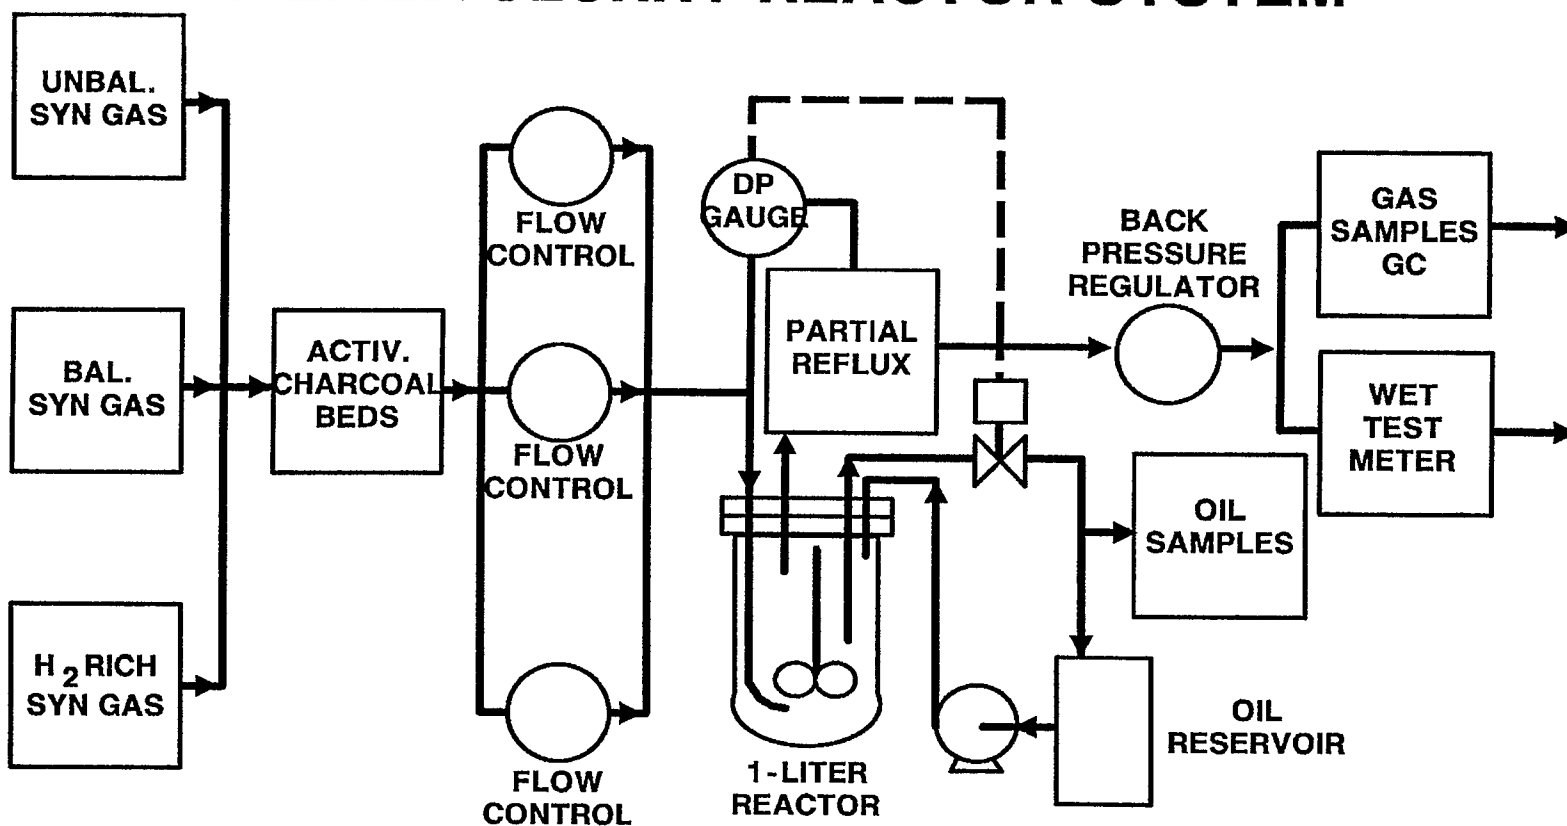 REACTOR SYSTEM
UNBAL.
SYN GAS
BAL.
SYN GAS
H2 RICH
SYN GAS
ACTIV.
CHARCOAL
BEDS
FLOW
CONTROL
FLOW
CONTROL
FLOW
CONTROL
DP
GAUGE
PARTIAL
REFLUX
1-LITER
REACTOR
BACK
PRESSURE
REGULATOR
GAS
SAMPLES
GC
WET
TEST
METER
OIL
SAMPLES
OIL
RESERVOIR